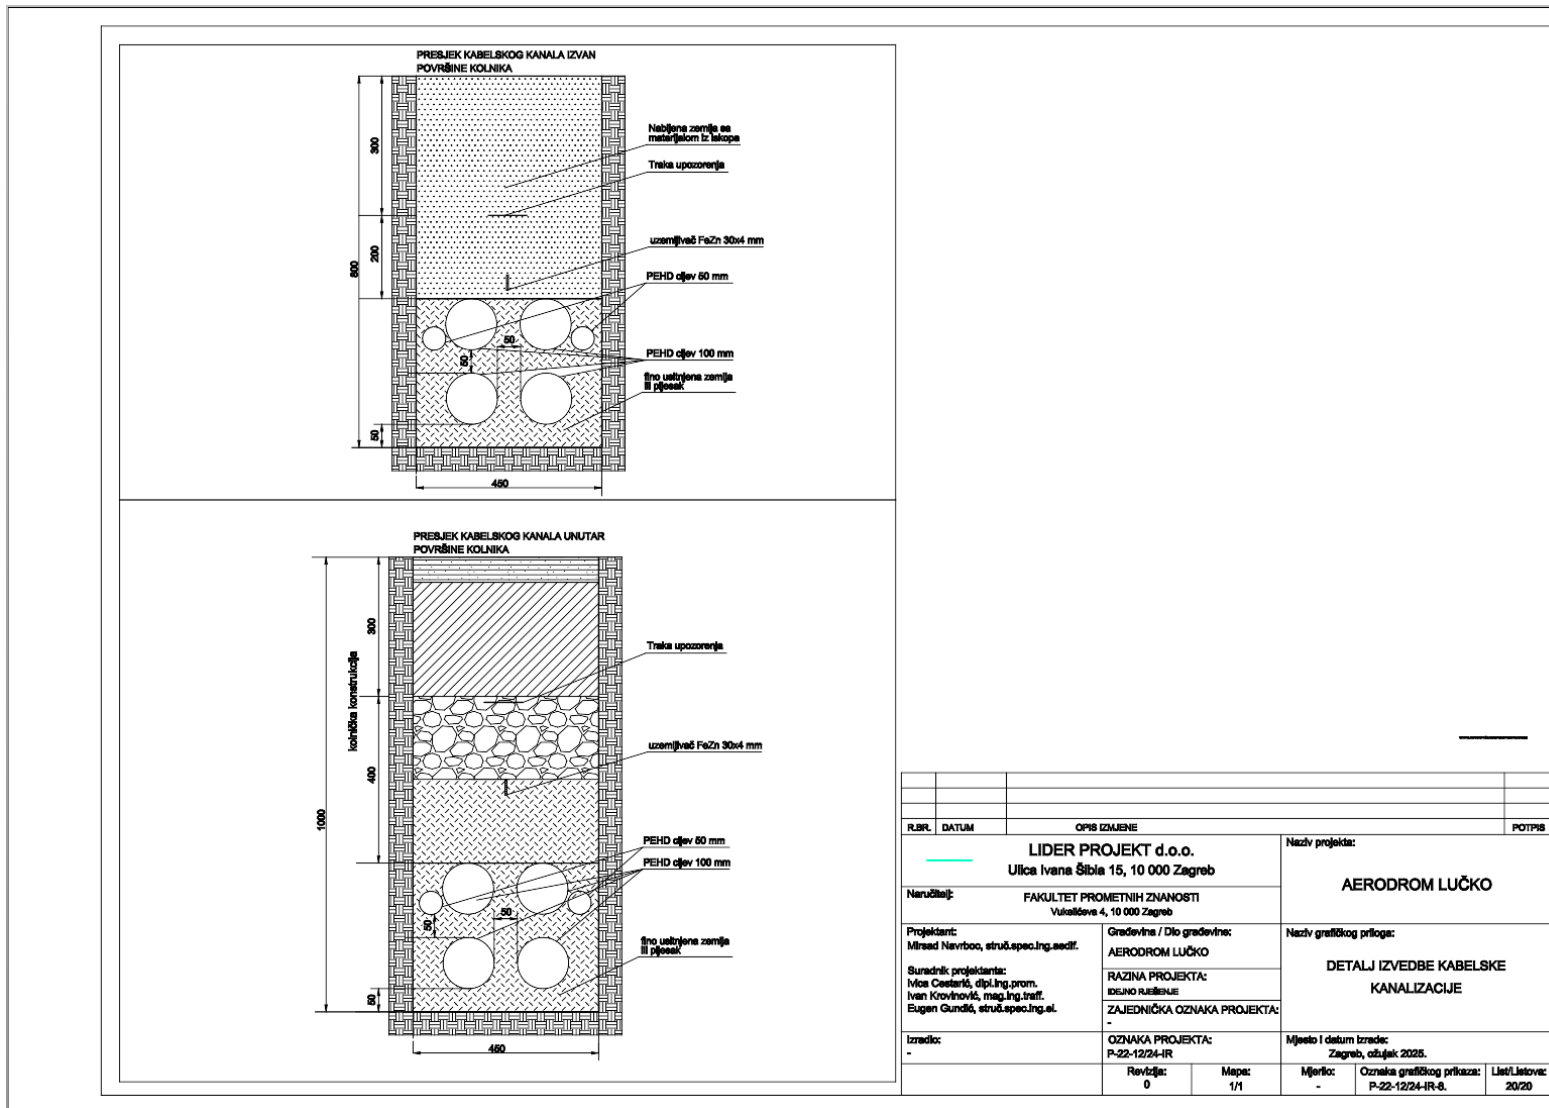 PRESJEK KABELSKOG KANALA IZVAN
POVRŠINE KOLNIKA
Nabijena zemlja sa
materijalom iz iskopa
Traka upozorenja
uzemljivač FeZn 30x4 mm
PEHD cijev 50 mm
PEHD cijev 100 mm
fino usitnjena zemlja
ili pijesak
300
200
800
50
50
50
450
PRESJEK KABELSKOG KANALA UNUTAR
POVRŠINE KOLNIKA
Traka upozorenja
uzemljivač FeZn 30x4 mm
PEHD cijev 50 mm
PEHD cijev 100 mm
fino usitnjena zemlja
ili pijesak
kolnička konstrukcija
300
400
1000
50
50
50
450
R.BR. DATUM OPIS IZMJENE POTPIS
LIDER PROJEKT d.o.o.
Ulica Ivana Šibla 15, 10 000 Zagreb
Naručitelj:
FAKULTET PROMETNIH ZNANOSTI
Vukelićeva 4, 10 000 Zagreb
Naziv projekta:
AERODROM LUČKO
Projektant:
Mirsad Navrboc, struč.spec.ing.aedif.
Suradnik projektanta:
Ivica Cestarić, dipl.ing.prom.
Ivan Krovinović, mag.ing.traff.
Eugen Gundić, struč.spec.ing.el.
Građevina / Dio građevine:
AERODROM LUČKO
RAZINA PROJEKTA:
IDEJNO RJEŠENJE
ZAJEDNIČKA OZNAKA PROJEKTA:
-
Naziv grafičkog priloga:
DETALJ IZVEDBE KABELSKE
KANALIZACIJE
Izradio:
-
OZNAKA PROJEKTA:
P-22-12/24-IR
Mjesto i datum izrade:
Zagreb, ožujak 2025.
Revizija:
0
Mapa:
1/1
Mjerilo:
-
Oznaka grafičkog prikaza:
P-22-12/24-IR-8.
List/Listova:
20/20